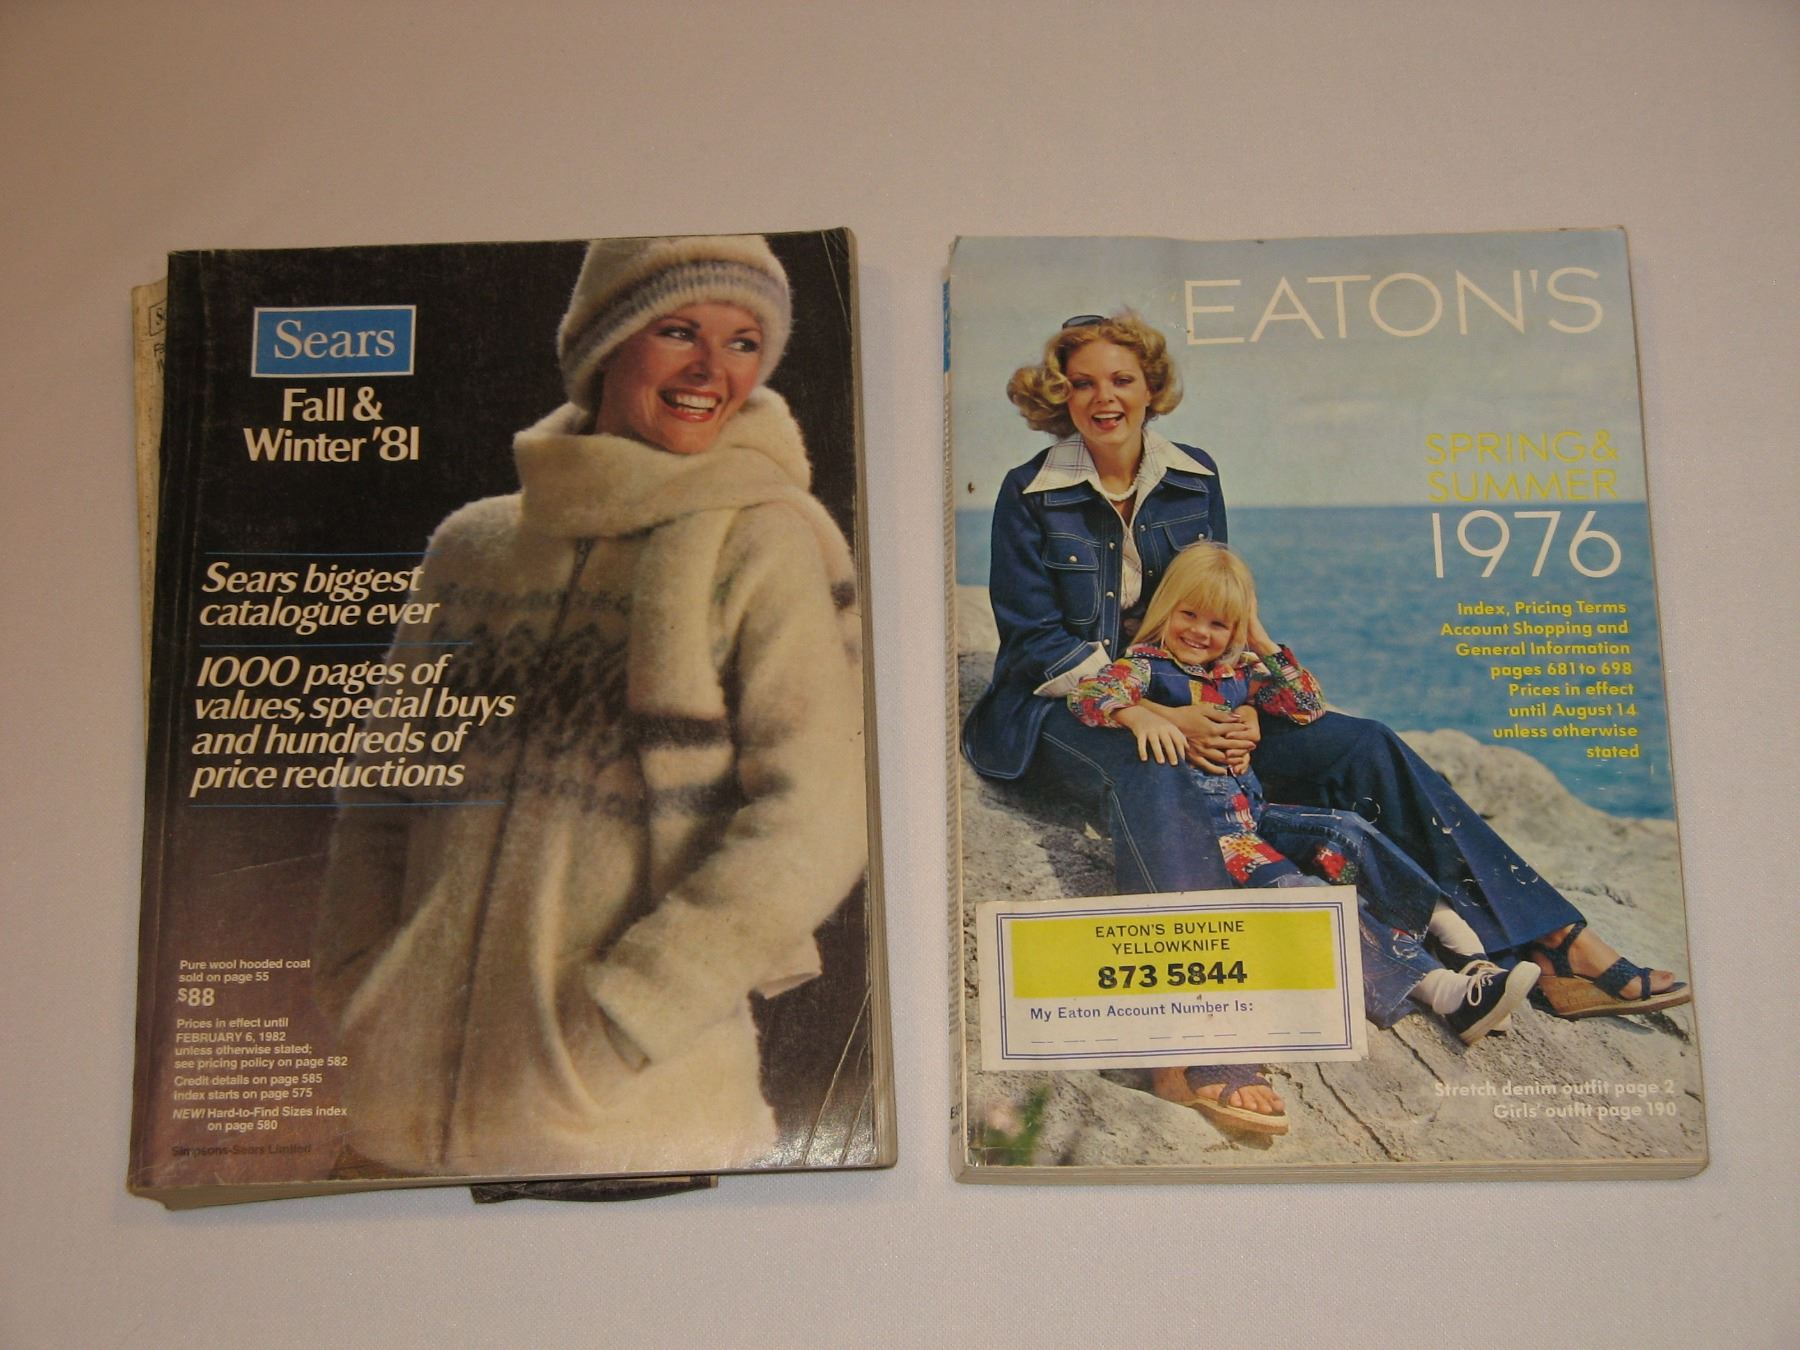 Sears
Fall &
Winter '81
Sears biggest
catalogue ever
1000 pages of
values, special buys
and hundreds of
price reductions
Pure wool hooded coat
sold on page 55
$88
Prices in effect until
FEBRUARY 6, 1982
unless otherwise stated;
see pricing policy on page 582
Credit details on page 585
Index starts on page 575
NEW! Hard-to-Find Sizes index
on page 580
Simpsons-Sears Limited
EATON'S
SPRING &
SUMMER
1976
Index, Pricing Terms
Account Shopping and
General Information
pages 681 to 698
Prices in effect
until August 14
unless otherwise
stated
EATON'S BUYLINE
YELLOWKNIFE
873 5844
My Eaton Account Number Is:
Stretch denim outfit page 2
Girls' outfit page 190